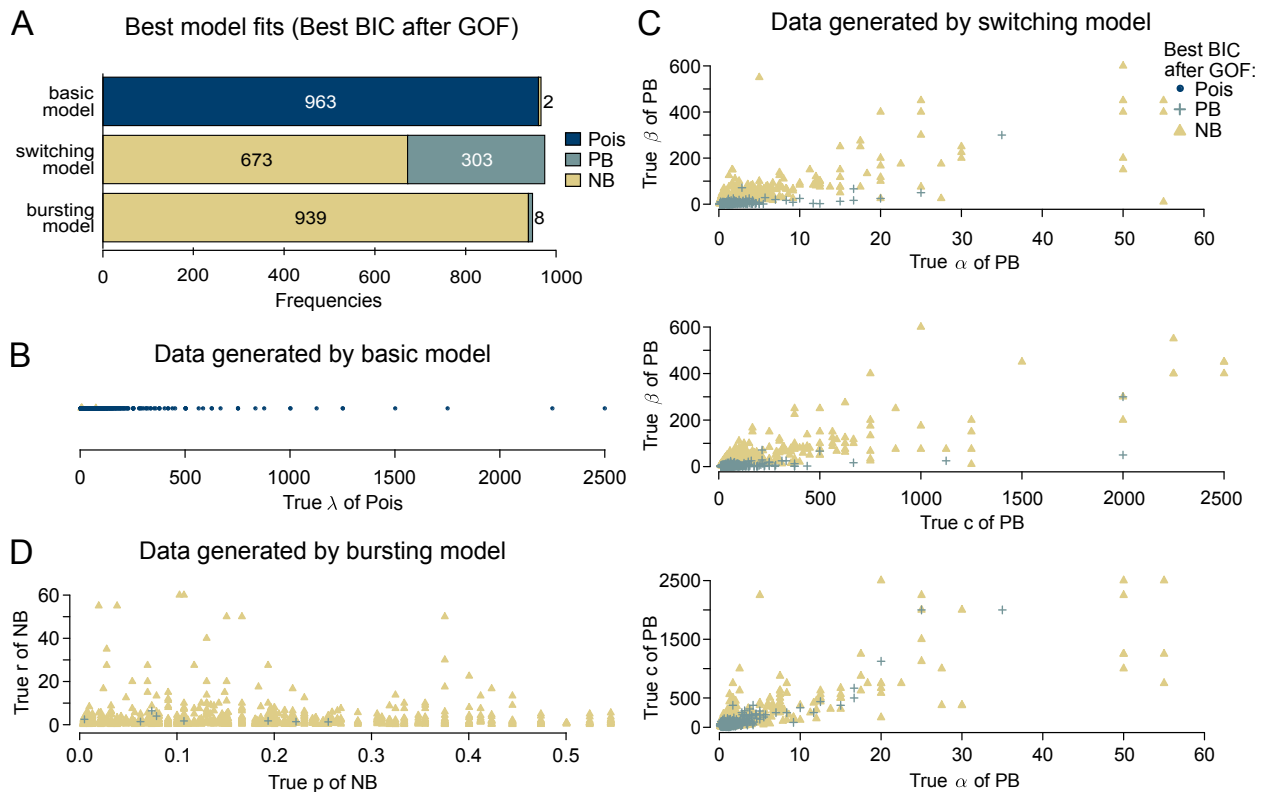 A
Best model fits (Best BIC after GOF)
basic
model
963
2
switching
model
673
303
bursting
model
939
8
Pois
PB
NB
0
200
400
600
800
1000
Frequencies
B
Data generated by basic model
0
500
1000
1500
2000
2500
True λ of Pois
C
Data generated by switching model
Best BIC
after GOF:
Pois
PB
NB
True β of PB
600
400
200
0
0
10
20
30
40
50
60
True α of PB
True β of PB
600
400
200
0
0
500
1000
1500
2000
2500
True c of PB
True c of PB
2500
1500
500
0
0
10
20
30
40
50
60
True α of PB
D
Data generated by bursting model
True r of NB
60
40
20
0
0.0
0.1
0.2
0.3
0.4
0.5
True p of NB